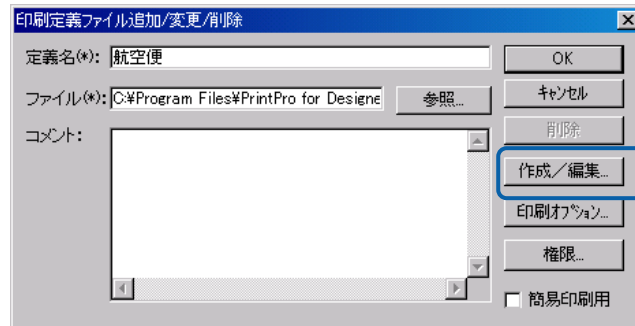 印刷定義ファイル追加/変更/削除
定義名(*): 航空便
OK
ファイル(*): C:¥Program Files¥PrintPro for Designe
参照...
キャンセル
コメント:
削除
作成／編集...
印刷オプション...
権限...
簡易印刷用